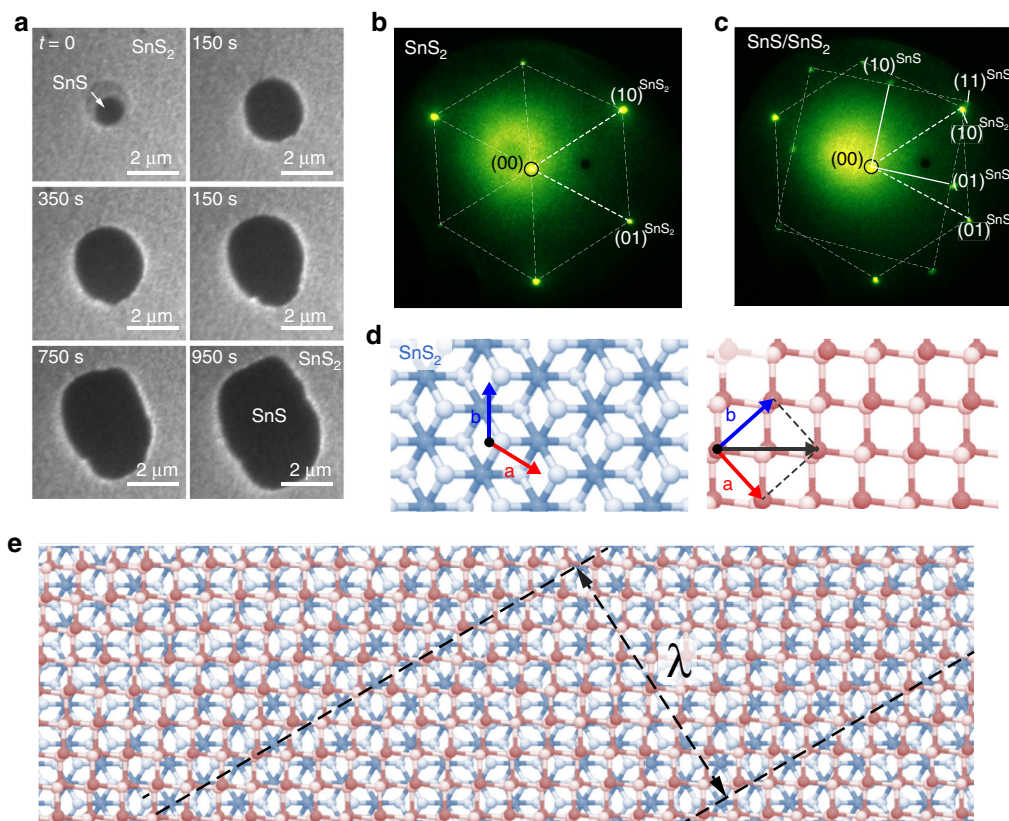 a
t = 0
SnS₂
SnS
2 μm
150 s
2 μm
350 s
2 μm
150 s
2 μm
750 s
2 μm
950 s
SnS₂
SnS
2 μm
b
SnS₂
(10)^SnS₂
(00)
(01)^SnS₂
c
SnS/SnS₂
(10)^SnS
(11)^SnS
(10)^SnS₂
(00)
(01)^SnS
(01)^SnS
d
SnS₂
b
a
b
a
e
λ